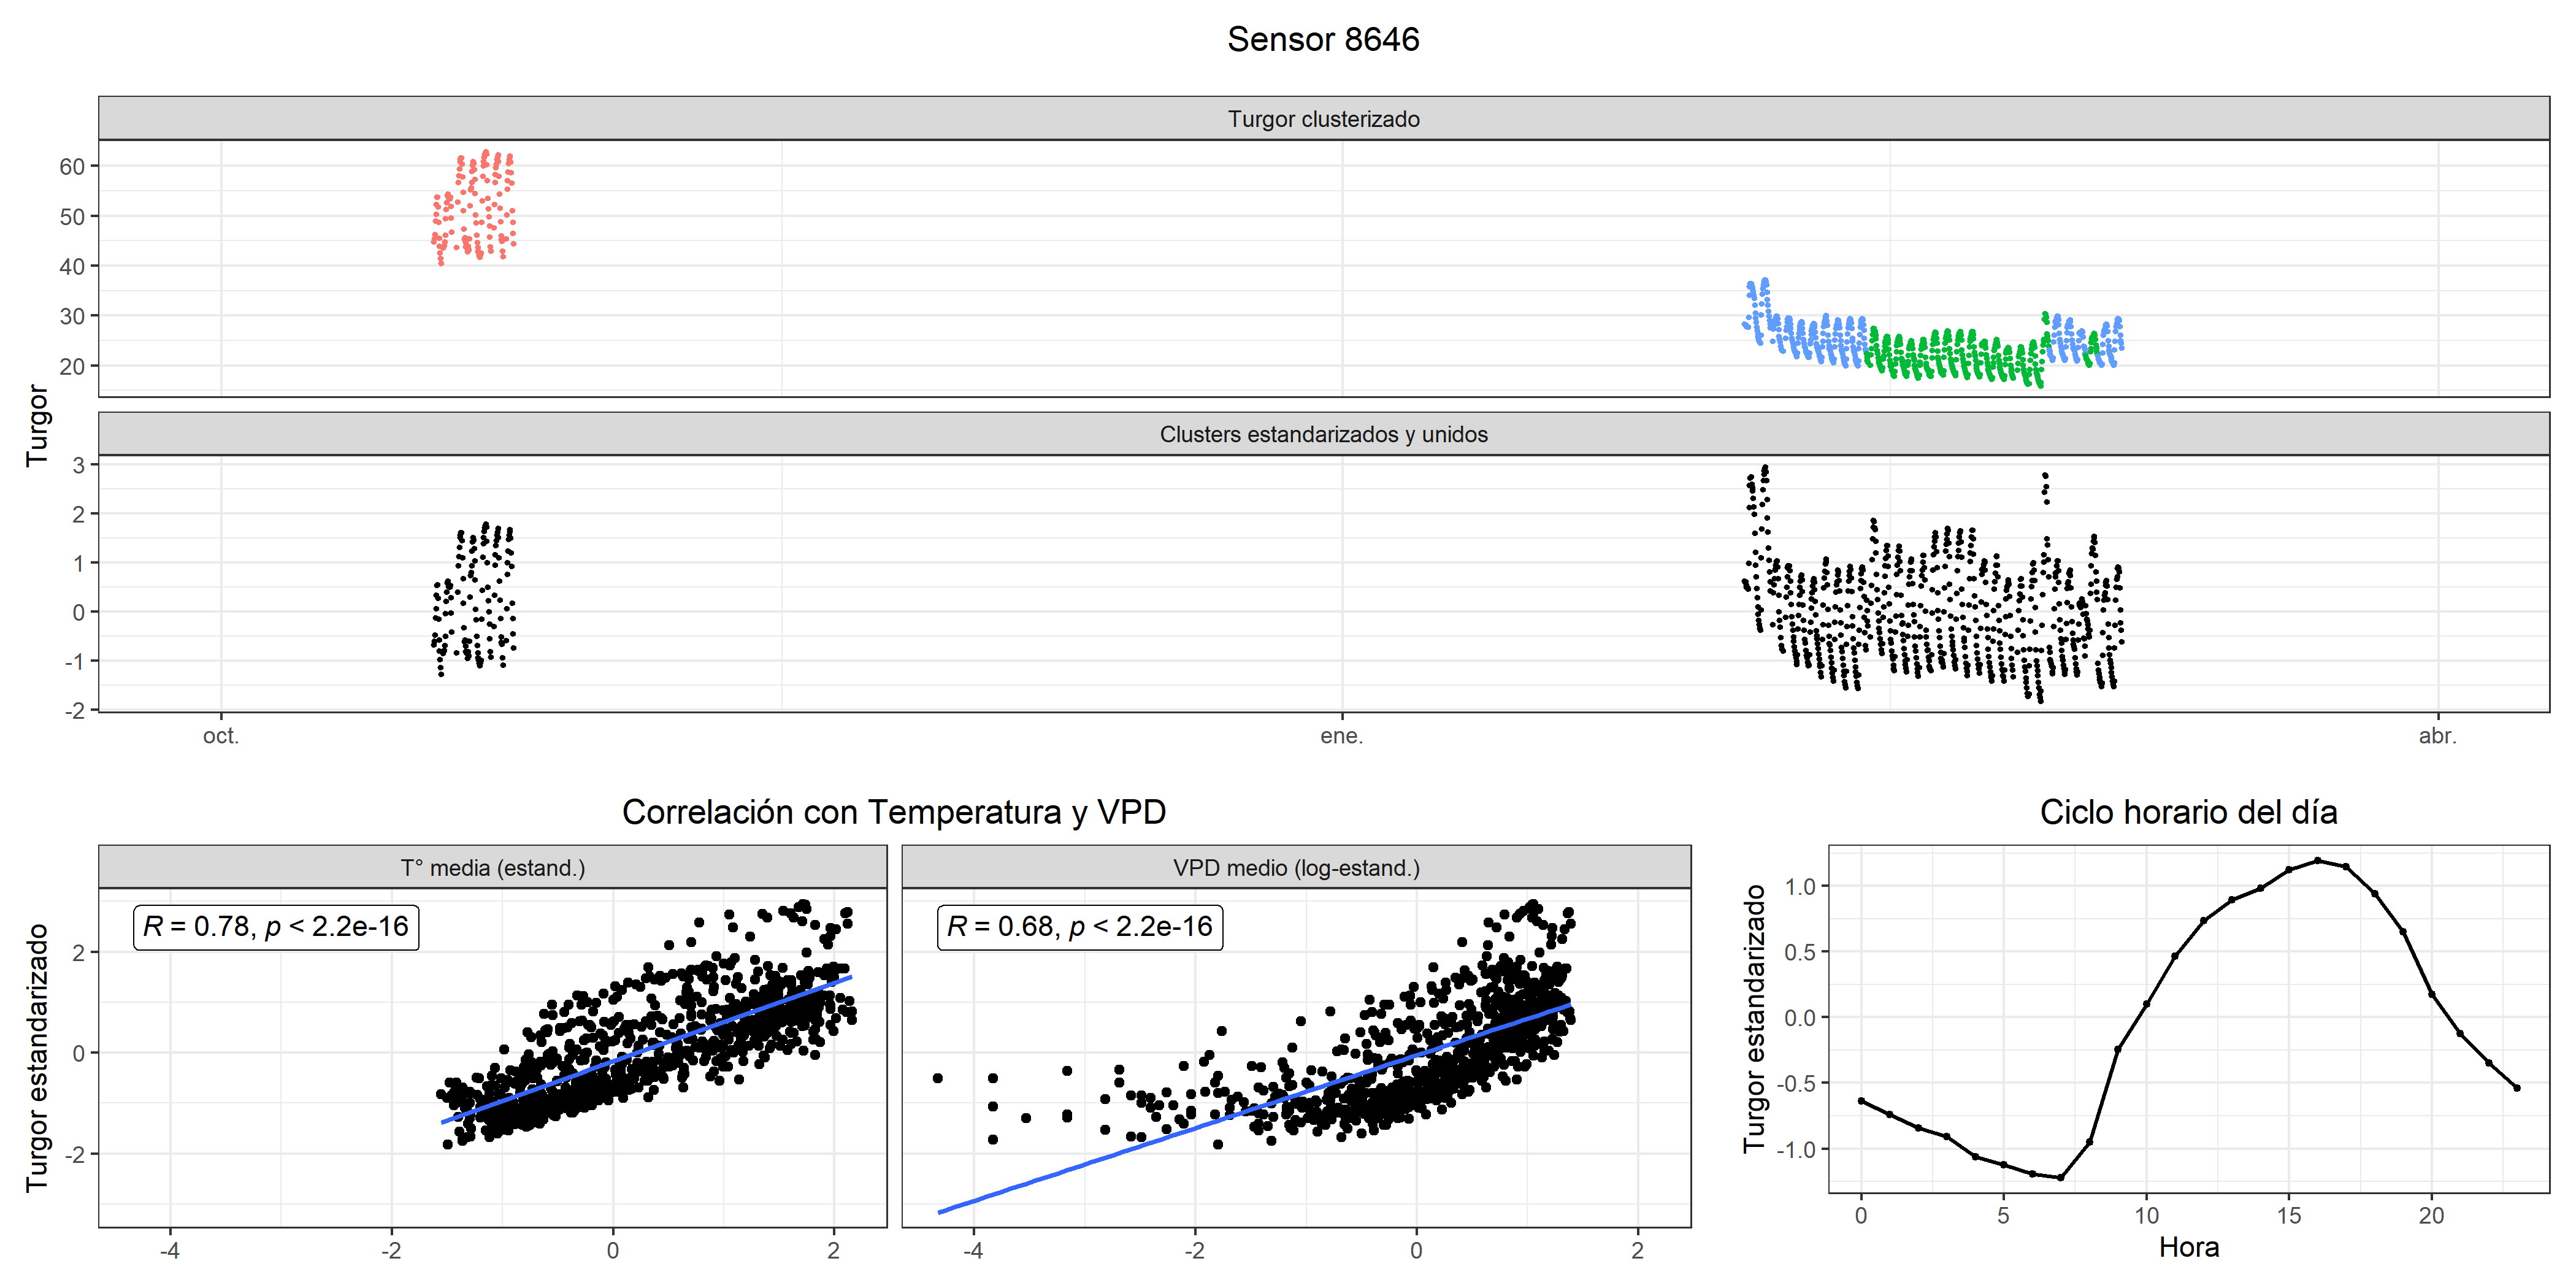 Sensor 8646
Turgor clusterizado
60
50
40
30
20
Turgor
Clusters estandarizados y unidos
3
2
1
0
-1
-2
oct.
ene.
abr.
Correlación con Temperatura y VPD
T° media (estand.)
VPD medio (log-estand.)
R = 0.78, p < 2.2e-16
R = 0.68, p < 2.2e-16
Turgor estandarizado
2
0
-2
-4
-2
0
2
-4
-2
0
2
Ciclo horario del día
Turgor estandarizado
1.0
0.5
0.0
-0.5
-1.0
0
5
10
15
20
Hora